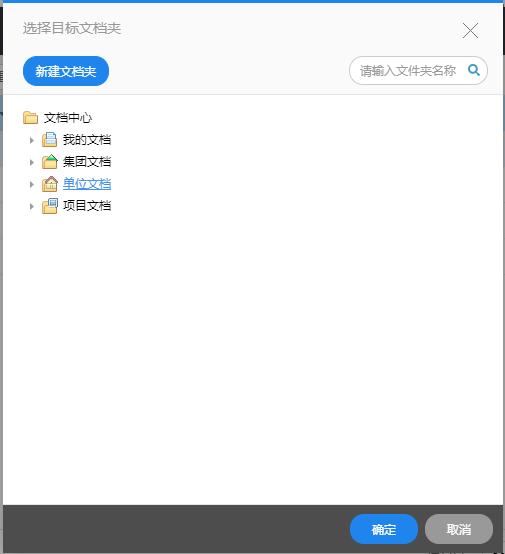 选择目标文档夹
新建文档夹
请输入文件夹名称
文档中心
我的文档
集团文档
单位文档
项目文档
确定
取消